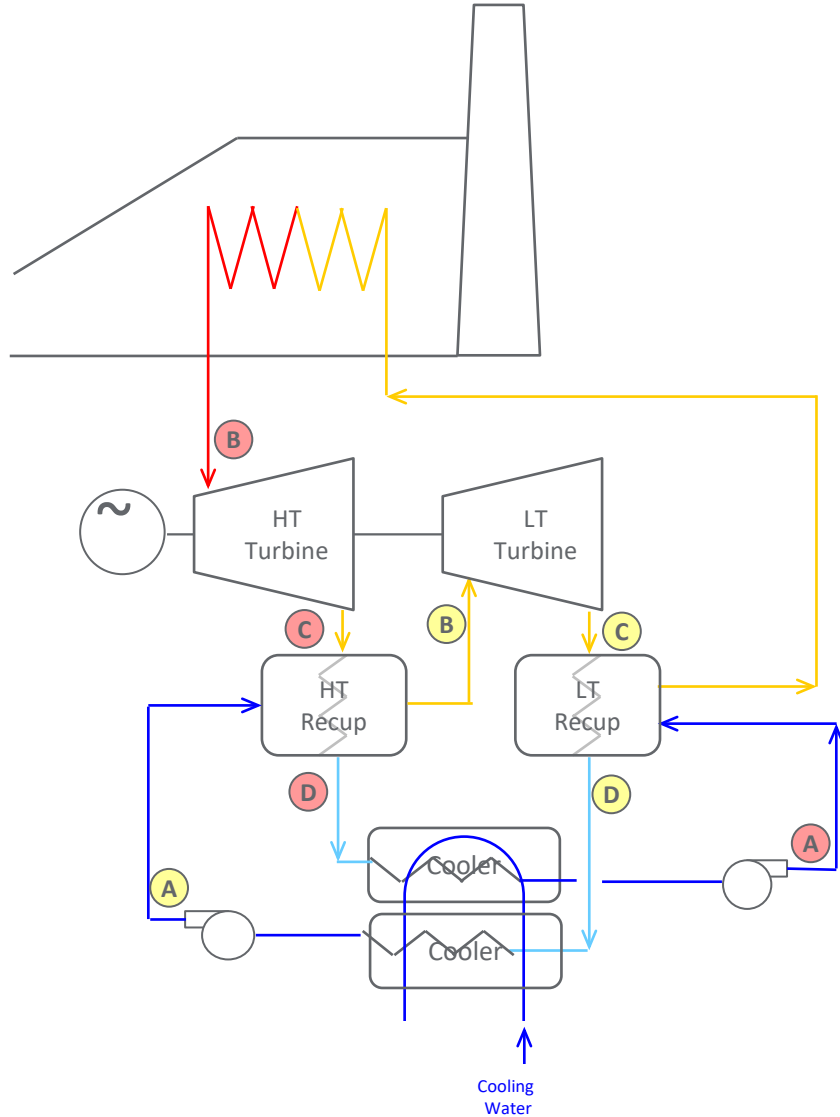 B
~
HT
Turbine
LT
Turbine
C
B
C
HT
Recup
LT
Recup
D
D
A
Cooler
A
Cooler
Cooling
Water